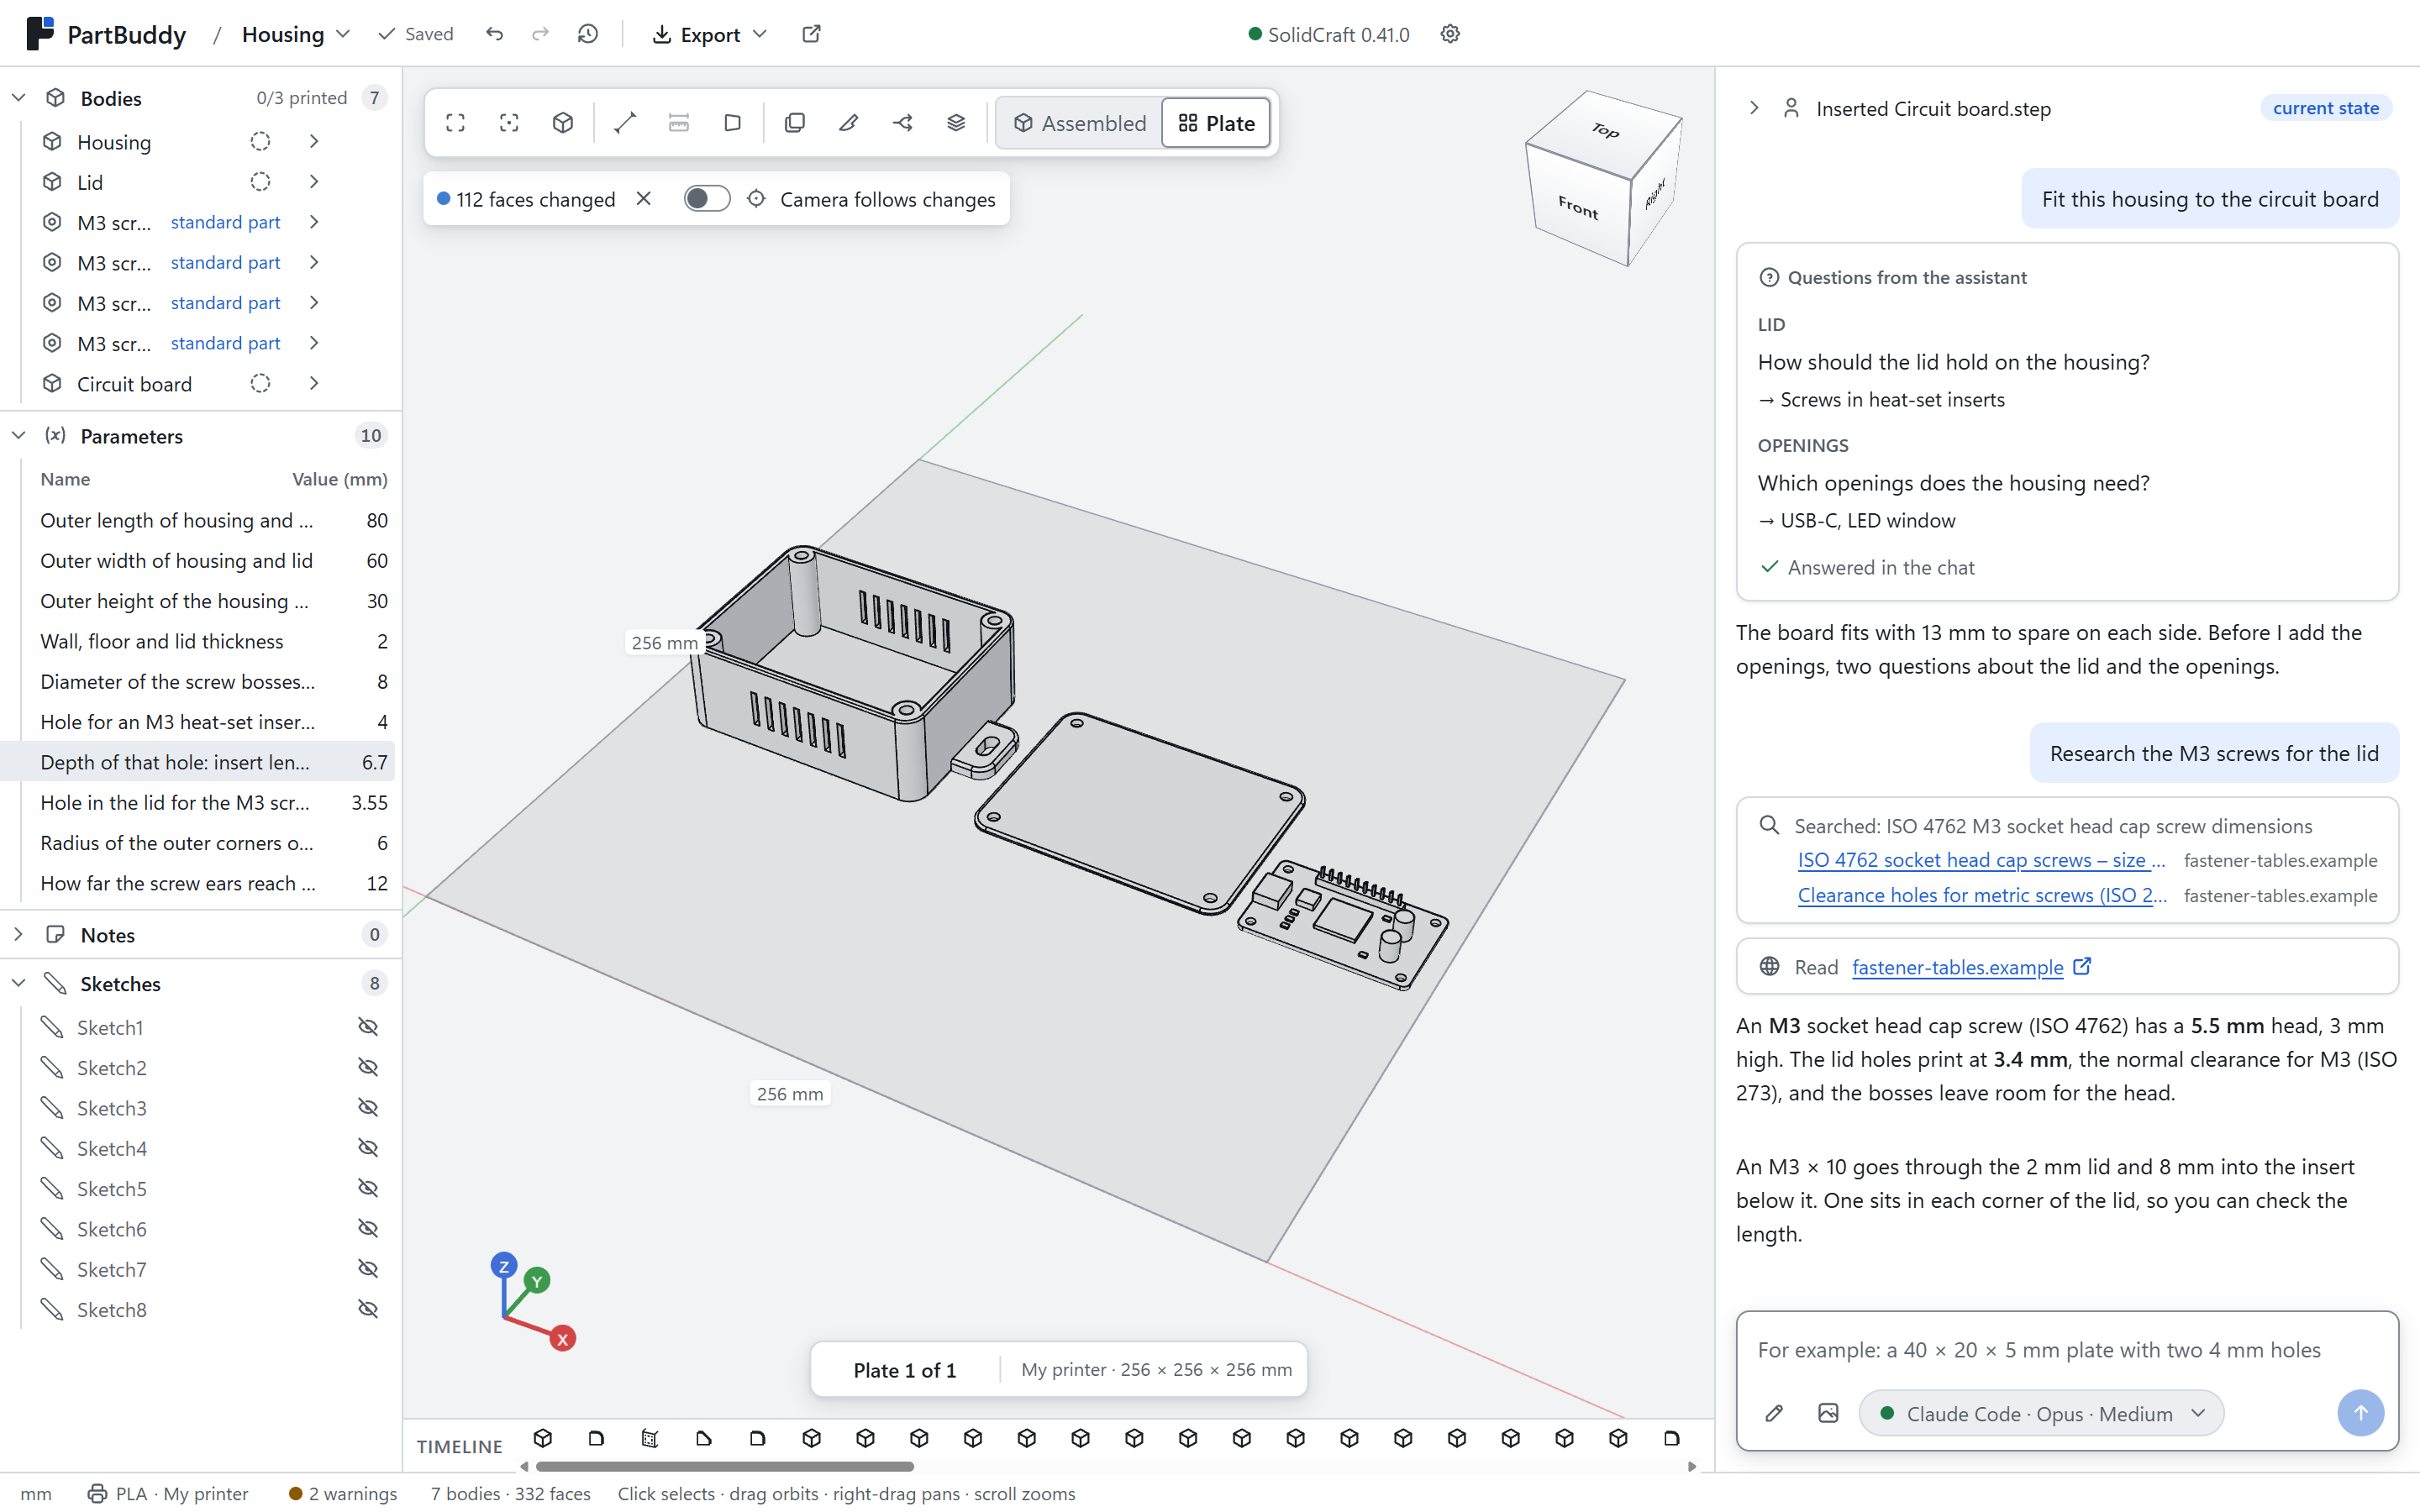 PartBuddy / Housing Saved Export SolidCraft 0.41.0
Bodies 0/3 printed 7
Housing
Lid
M3 scr... standard part
M3 scr... standard part
M3 scr... standard part
M3 scr... standard part
Circuit board
(x) Parameters 10
Name Value (mm)
Outer length of housing and ... 80
Outer width of housing and lid 60
Outer height of the housing ... 30
Wall, floor and lid thickness 2
Diameter of the screw bosses... 8
Hole for an M3 heat-set inser... 4
Depth of that hole: insert len... 6.7
Hole in the lid for the M3 scr... 3.55
Radius of the outer corners o... 6
How far the screw ears reach ... 12
Notes 0
Sketches 8
Sketch1
Sketch2
Sketch3
Sketch4
Sketch5
Sketch6
Sketch7
Sketch8
Assembled Plate
112 faces changed Camera follows changes
Top
Front
Right
256 mm
256 mm
Z
Y
X
Plate 1 of 1 My printer · 256 × 256 × 256 mm
TIMELINE
Inserted Circuit board.step current state
Fit this housing to the circuit board
Questions from the assistant
LID
How should the lid hold on the housing?
→ Screws in heat-set inserts
OPENINGS
Which openings does the housing need?
→ USB-C, LED window
Answered in the chat
The board fits with 13 mm to spare on each side. Before I add the
openings, two questions about the lid and the openings.
Research the M3 screws for the lid
Searched: ISO 4762 M3 socket head cap screw dimensions
ISO 4762 socket head cap screws – size ... fastener-tables.example
Clearance holes for metric screws (ISO 2... fastener-tables.example
Read fastener-tables.example
An M3 socket head cap screw (ISO 4762) has a 5.5 mm head, 3 mm
high. The lid holes print at 3.4 mm, the normal clearance for M3 (ISO
273), and the bosses leave room for the head.
An M3 × 10 goes through the 2 mm lid and 8 mm into the insert
below it. One sits in each corner of the lid, so you can check the
length.
For example: a 40 × 20 × 5 mm plate with two 4 mm holes
Claude Code · Opus · Medium
mm PLA · My printer 2 warnings 7 bodies · 332 faces Click selects · drag orbits · right-drag pans · scroll zooms